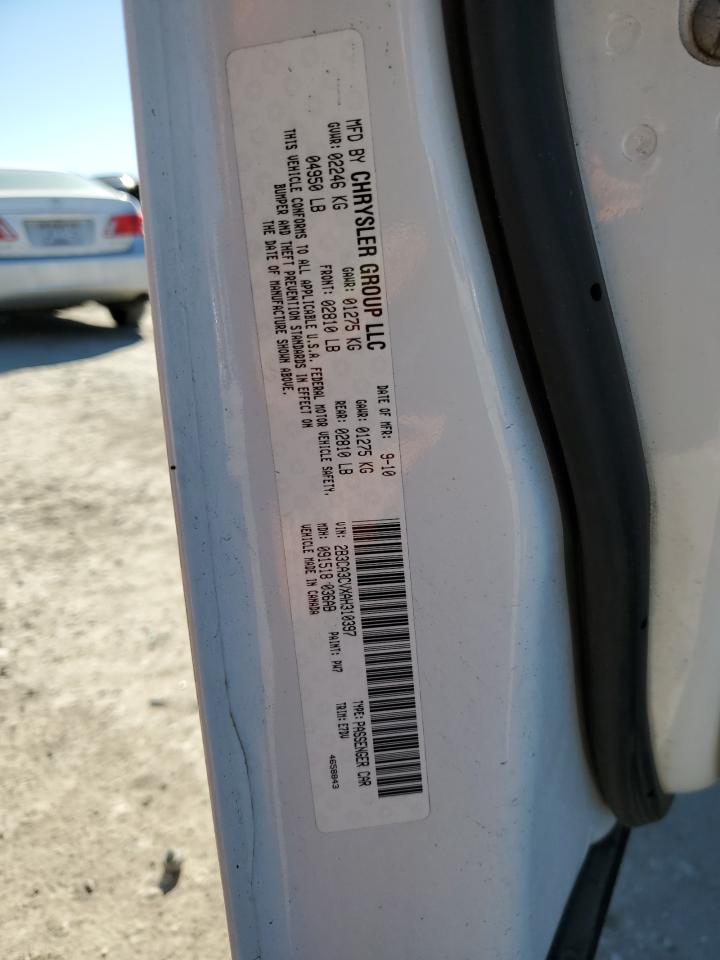 MFD BY CHRYSLER GROUP LLC
DATE OF MFR: 9-10
GVWR: 02246 KG
GAWR: 01275 KG
GAWR: 01275 KG
04950 LB
FRONT: 02810 LB
REAR: 02810 LB
THIS VEHICLE CONFORMS TO ALL APPLICABLE U.S.A. FEDERAL MOTOR VEHICLE SAFETY,
BUMPER AND THEFT PREVENTION STANDARDS IN EFFECT ON
THE DATE OF MANUFACTURE SHOWN ABOVE.
VIN: 2B3CA3CVXAH310397
TYPE: PASSENGER CAR
MDH: 091518 036AB
PAINT: PW7
TRIM: E7DV
VEHICLE MADE IN CANADA
4658843